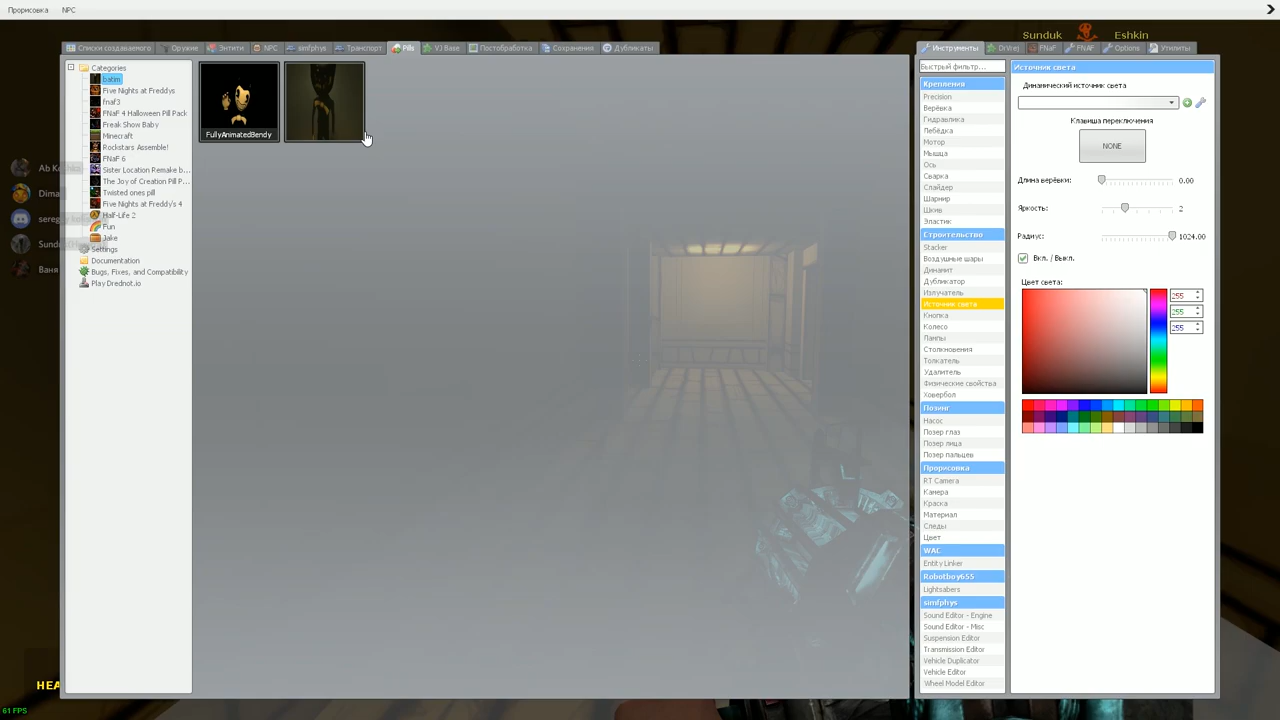 Прорисовка NPC
Sunduk Eshkin
Списки создаваемого Оружие Энтити NPC simfphys Транспорт Pills VJ Base Постобработка Сохранения Дубликаты
Categories
batim
Five Nights at Freddys
fnaf3
FNaF 4 Halloween Pill Pack
Freak Show Baby
Minecraft
Rockstars Assemble!
FNaF 6
Sister Location Remake b...
The Joy of Creation Pill P...
Twisted ones pill
Five Nights at Freddy's 4
Half-Life 2
Fun
Jake
Settings
Documentation
Bugs, Fixes, and Compatibility
Play Drednot.io
FullyAnimatedBendy
Ab
Dima
Ваня
HEA
61 FPS
Инструменты FNaF FNAF Options Утилиты
Быстрый фильтр...
Крепления
Precision
Верёвка
Гидравлика
Лебёдка
Мотор
Мышца
Ось
Сварка
Слайдер
Шарнир
Шкив
Эластик
Строительство
Stacker
Воздушные шары
Динамит
Дубликатор
Излучатель
Источник света
Кнопка
Колесо
Лампы
Столкновения
Толкатель
Удалитель
Физические свойства
Ховербол
Позинг
Насос
Позер глаз
Позер лица
Позер пальцев
Прорисовка
RT Camera
Камера
Краска
Материал
Следы
Цвет
WAC
Entity Linker
Robotboy655
Lightsabers
simfphys
Sound Editor - Engine
Sound Editor - Misc
Suspension Editor
Transmission Editor
Vehicle Duplicator
Vehicle Editor
Wheel Model Editor
Источник света
Динамический источник света
Клавиша переключения
NONE
Длина верёвки: 0.00
Яркость: 2
Радиус: 1024.00
Вкл. / Выкл.
Цвет света:
255
255
255